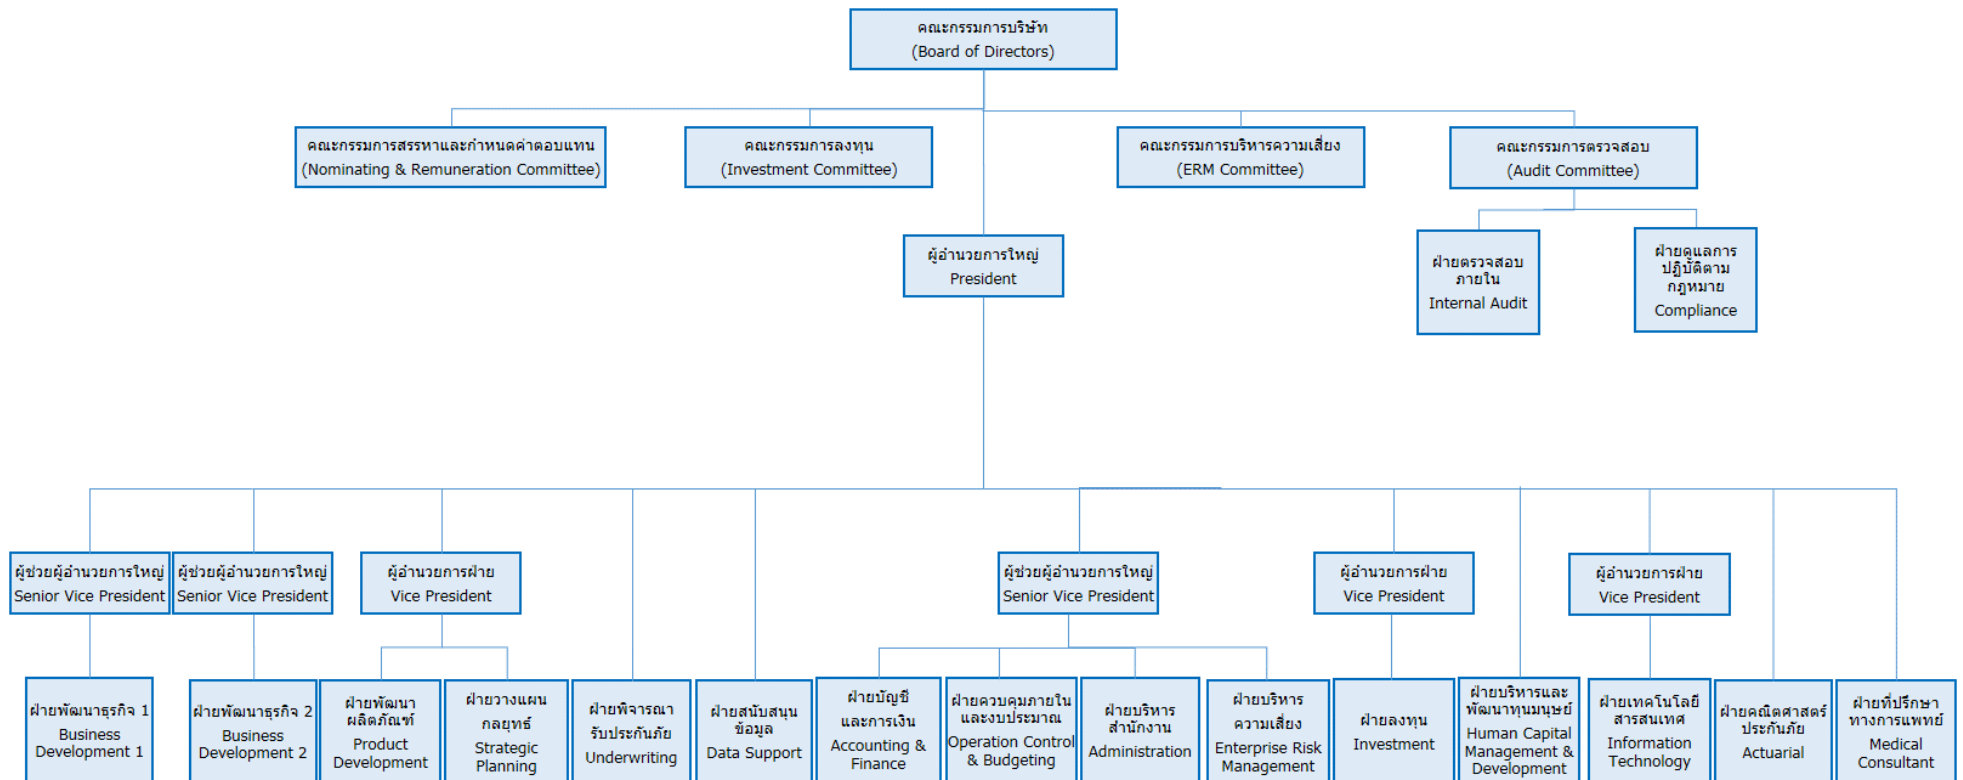 คณะกรรมการบริษัท
(Board of Directors)
คณะกรรมการสรรหาและกำหนดค่าตอบแทน
(Nominating & Remuneration Committee)
คณะกรรมการลงทุน
(Investment Committee)
คณะกรรมการบริหารความเสี่ยง
(ERM Committee)
คณะกรรมการตรวจสอบ
(Audit Committee)
ผู้อำนวยการใหญ่
President
ฝ่ายตรวจสอบ
ภายใน
Internal Audit
ฝ่ายดูแลการ
ปฏิบัติตาม
กฎหมาย
Compliance
ผู้ช่วยผู้อำนวยการใหญ่
Senior Vice President
ผู้ช่วยผู้อำนวยการใหญ่
Senior Vice President
ผู้อำนวยการฝ่าย
Vice President
ผู้ช่วยผู้อำนวยการใหญ่
Senior Vice President
ผู้อำนวยการฝ่าย
Vice President
ผู้อำนวยการฝ่าย
Vice President
ฝ่ายพัฒนาธุรกิจ 1
Business
Development 1
ฝ่ายพัฒนาธุรกิจ 2
Business
Development 2
ฝ่ายพัฒนา
ผลิตภัณฑ์
Product
Development
ฝ่ายวางแผน
กลยุทธ์
Strategic
Planning
ฝ่ายพิจารณา
รับประกันภัย
Underwriting
ฝ่ายสนับสนุน
ข้อมูล
Data Support
ฝ่ายบัญชี
และการเงิน
Accounting &
Finance
ฝ่ายควบคุมภายใน
และงบประมาณ
Operation Control
& Budgeting
ฝ่ายบริหาร
สำนักงาน
Administration
ฝ่ายบริหาร
ความเสี่ยง
Enterprise Risk
Management
ฝ่ายลงทุน
Investment
ฝ่ายบริหารและ
พัฒนาทุนมนุษย์
Human Capital
Management &
Development
ฝ่ายเทคโนโลยี
สารสนเทศ
Information
Technology
ฝ่ายคณิตศาสตร์
ประกันภัย
Actuarial
ฝ่ายที่ปรึกษา
ทางการแพทย์
Medical
Consultant